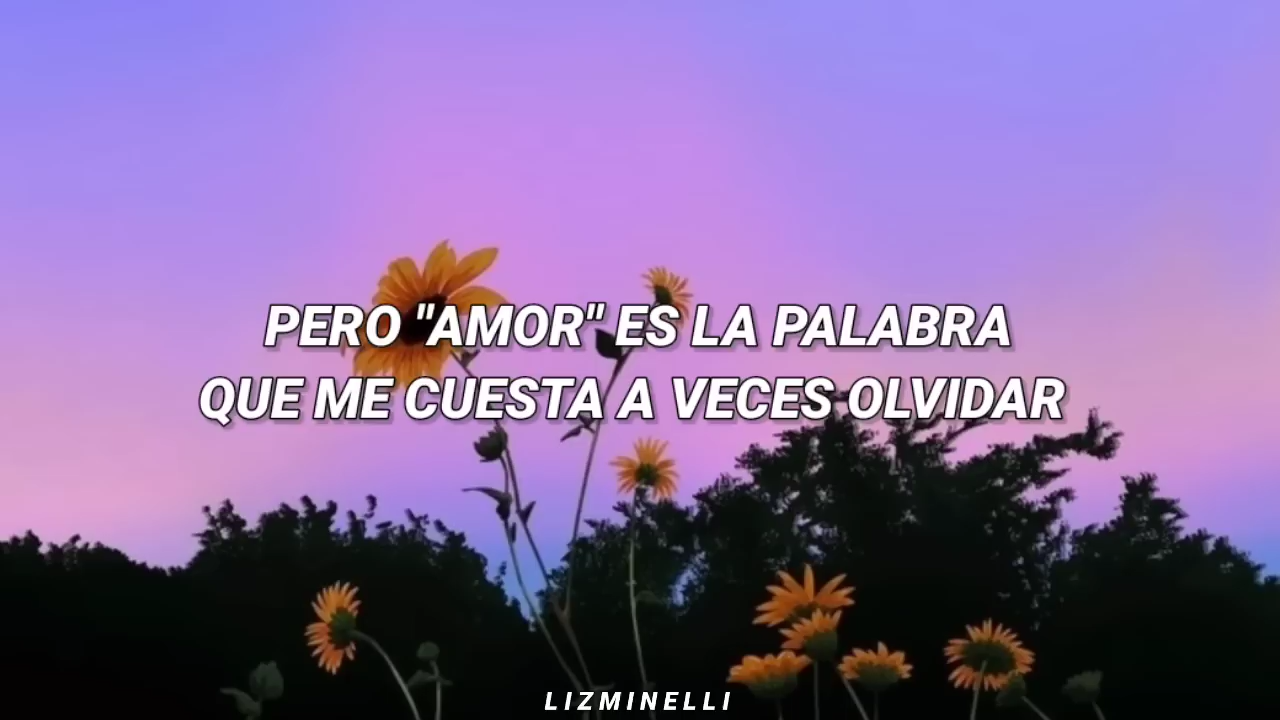 PERO "AMOR" ES LA PALABRA
QUE ME CUESTA A VECES OLVIDAR
LIZMINELLI